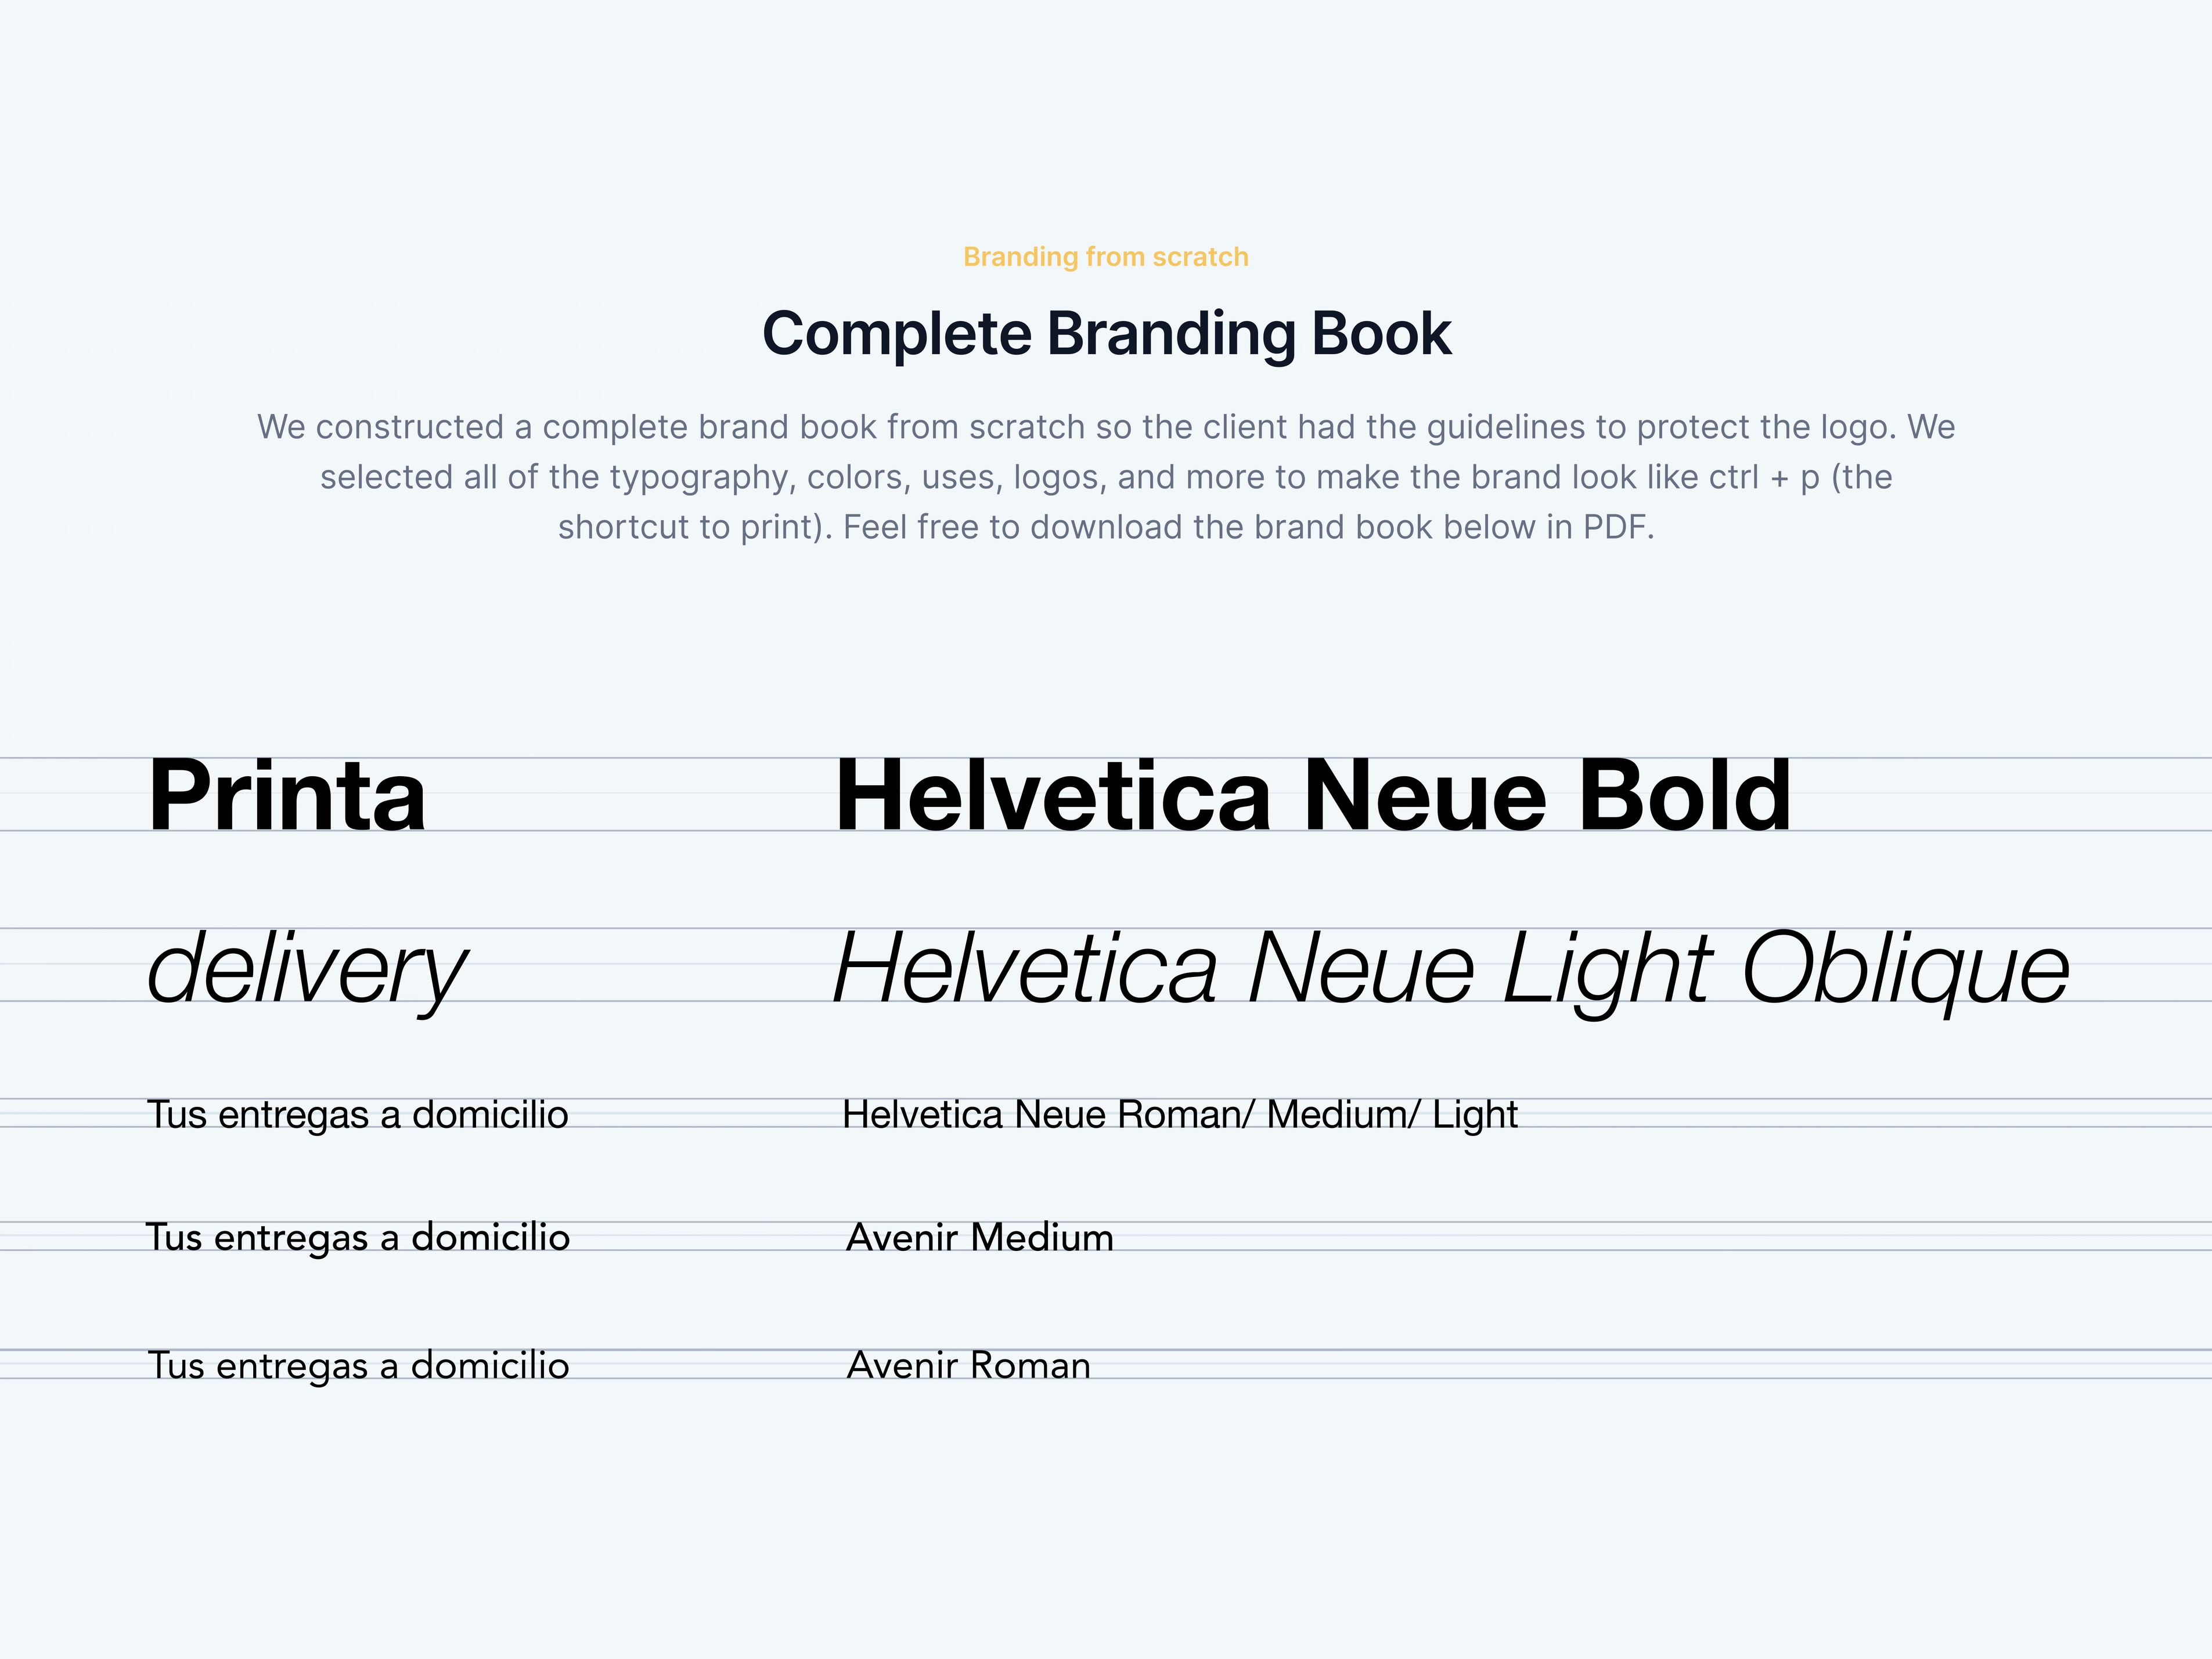 Branding from scratch
Complete Branding Book
We constructed a complete brand book from scratch so the client had the guidelines to protect the logo. We
selected all of the typography, colors, uses, logos, and more to make the brand look like ctrl + p (the
shortcut to print). Feel free to download the brand book below in PDF.
Printa Helvetica Neue Bold
delivery Helvetica Neue Light Oblique
Tus entregas a domicilio Helvetica Neue Roman/ Medium/ Light
Tus entregas a domicilio Avenir Medium
Tus entregas a domicilio Avenir Roman